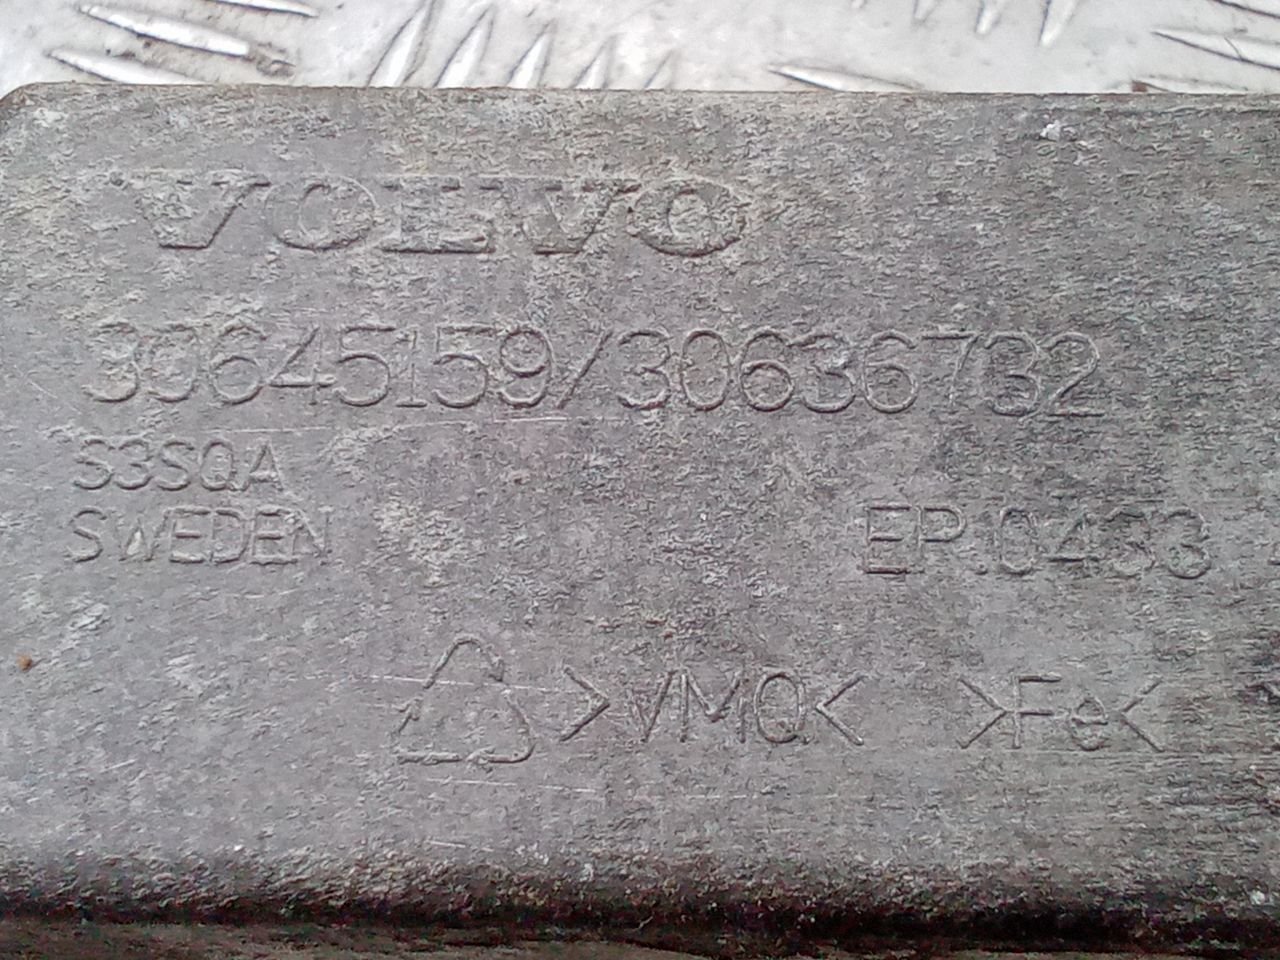 VOLVO
30645159/30636732
S3SQA
SWEDEN EP.0433
>VMQ< >Fe<